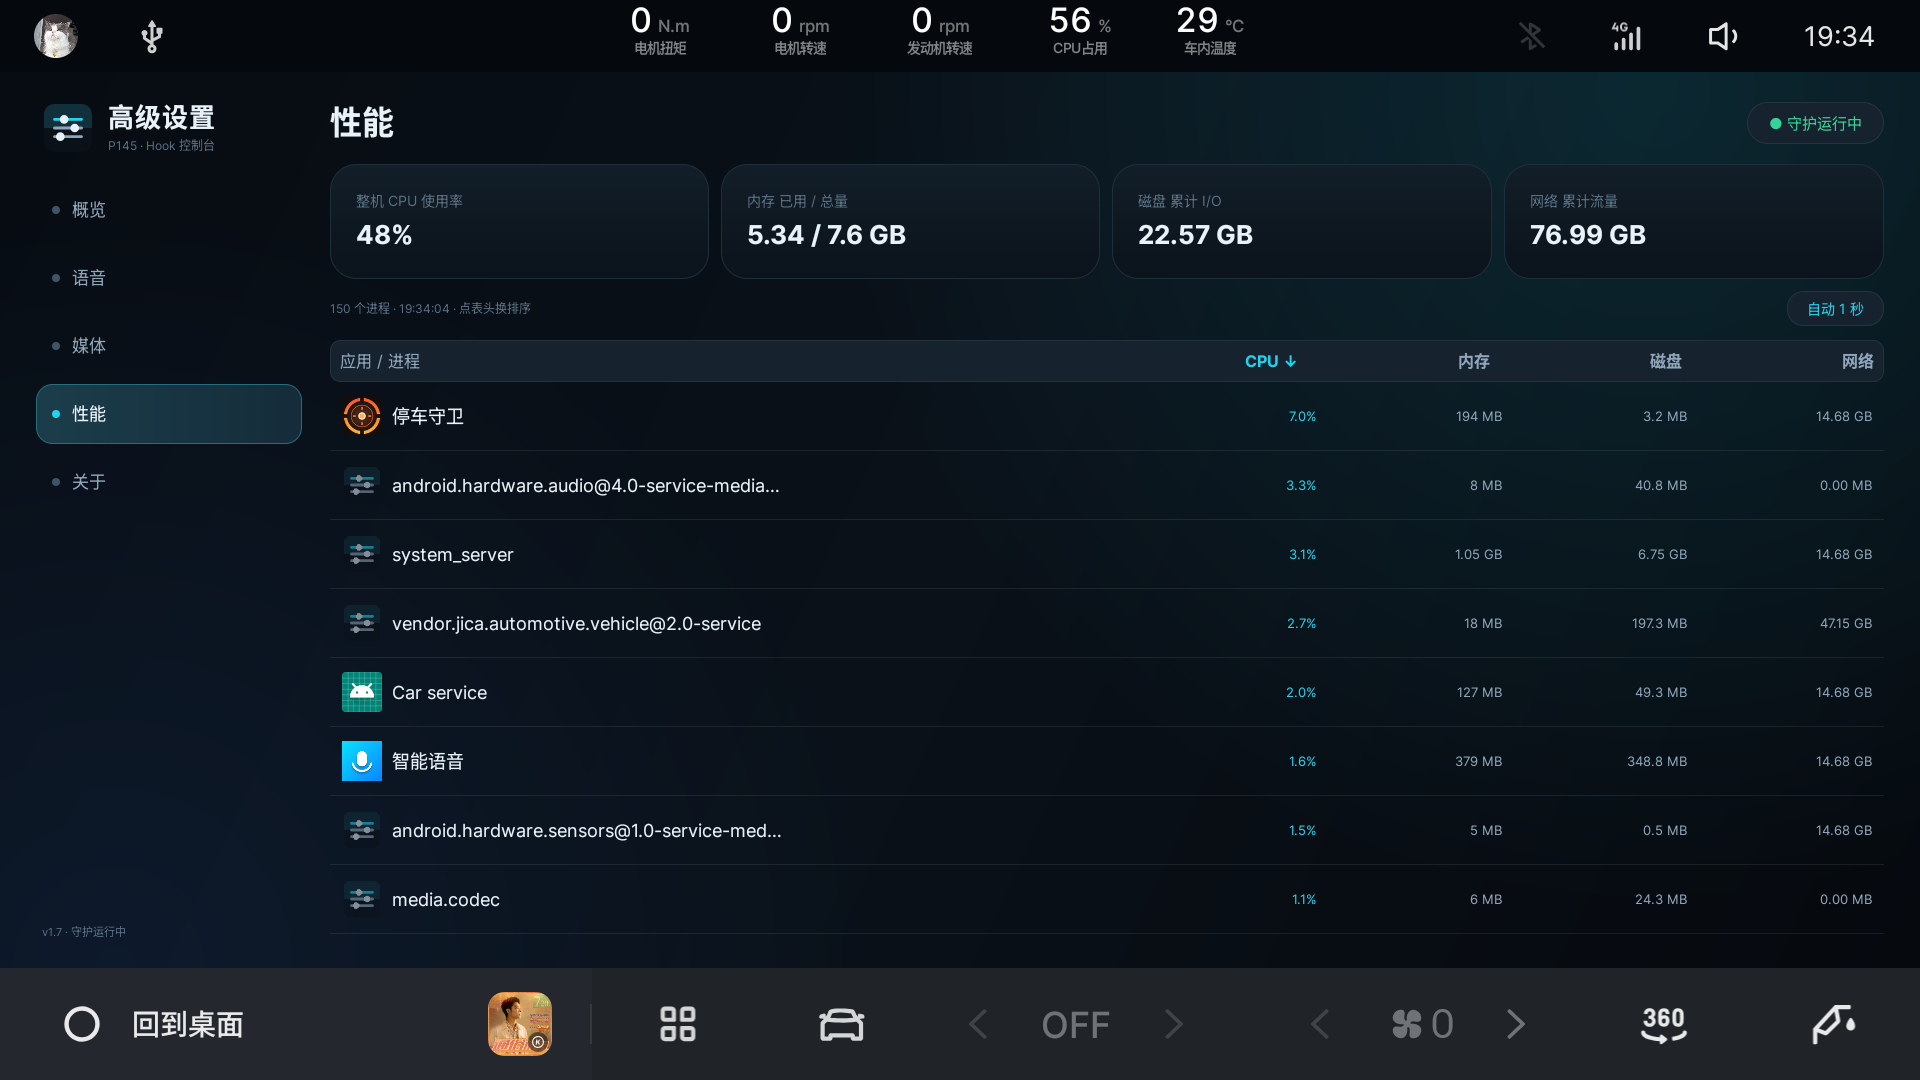 0 N.m
电机扭矩
0 rpm
电机转速
0 rpm
发动机转速
56 %
CPU占用
29 °C
车内温度
4G
19:34
高级设置
P145 · Hook 控制台
概览
语音
媒体
性能
关于
v1.7 · 守护运行中
性能
守护运行中
整机 CPU 使用率
48%
内存 已用 / 总量
5.34 / 7.6 GB
磁盘 累计 I/O
22.57 GB
网络 累计流量
76.99 GB
150 个进程 · 19:34:04 · 点表头换排序
自动 1 秒
应用 / 进程 CPU ↓ 内存 磁盘 网络
停车守卫 7.0% 194 MB 3.2 MB 14.68 GB
android.hardware.audio@4.0-service-media... 3.3% 8 MB 40.8 MB 0.00 MB
system_server 3.1% 1.05 GB 6.75 GB 14.68 GB
vendor.jica.automotive.vehicle@2.0-service 2.7% 18 MB 197.3 MB 47.15 GB
Car service 2.0% 127 MB 49.3 MB 14.68 GB
智能语音 1.6% 379 MB 348.8 MB 14.68 GB
android.hardware.sensors@1.0-service-med... 1.5% 5 MB 0.5 MB 14.68 GB
media.codec 1.1% 6 MB 24.3 MB 0.00 MB
回到桌面
OFF
0
360